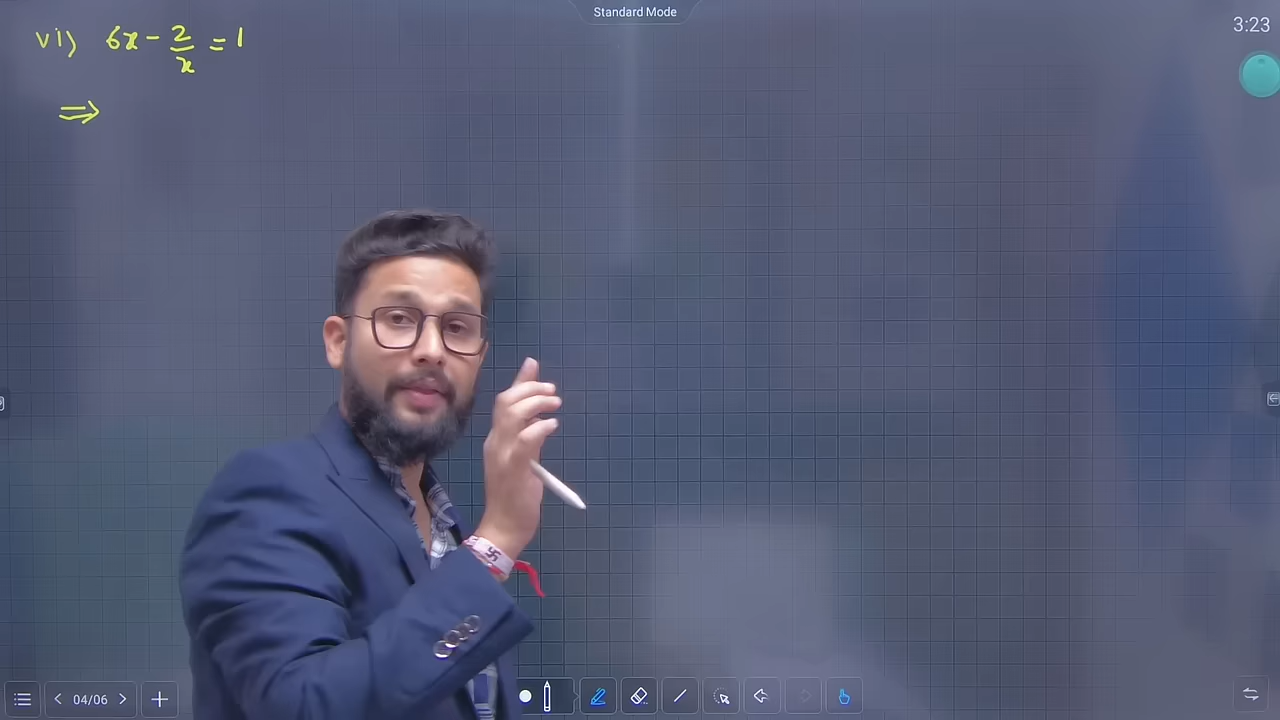 Standard Mode
3:23
vi) 6x - 2/x = 1
⇒
04/06